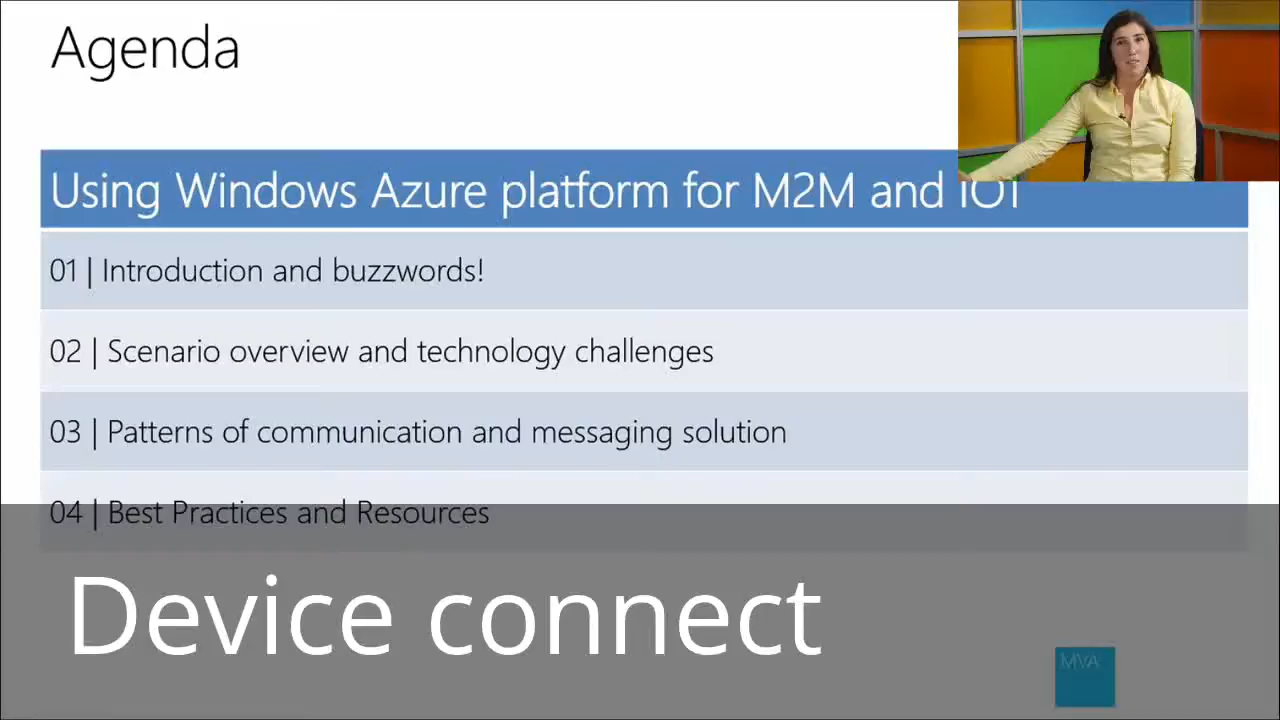 Agenda
Using Windows Azure platform for M2M and IOT
01 | Introduction and buzzwords!
02 | Scenario overview and technology challenges
03 | Patterns of communication and messaging solution
04 | Best Practices and Resources
Device connect
MVA